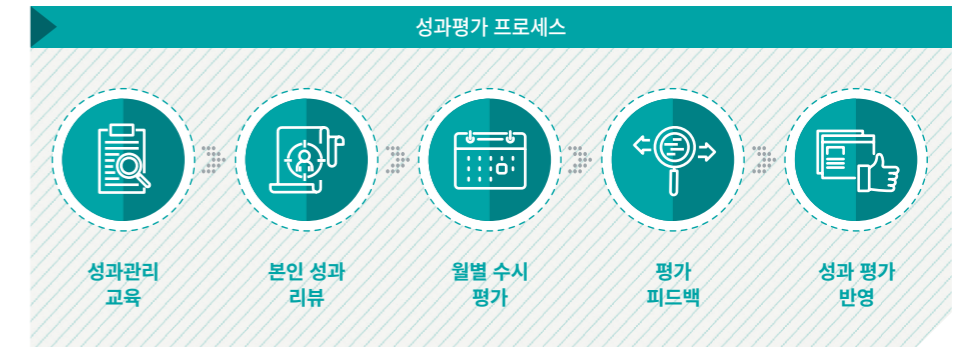 성과평가 프로세스
성과관리
교육
본인 성과
리뷰
월별 수시
평가
평가
피드백
성과 평가
반영